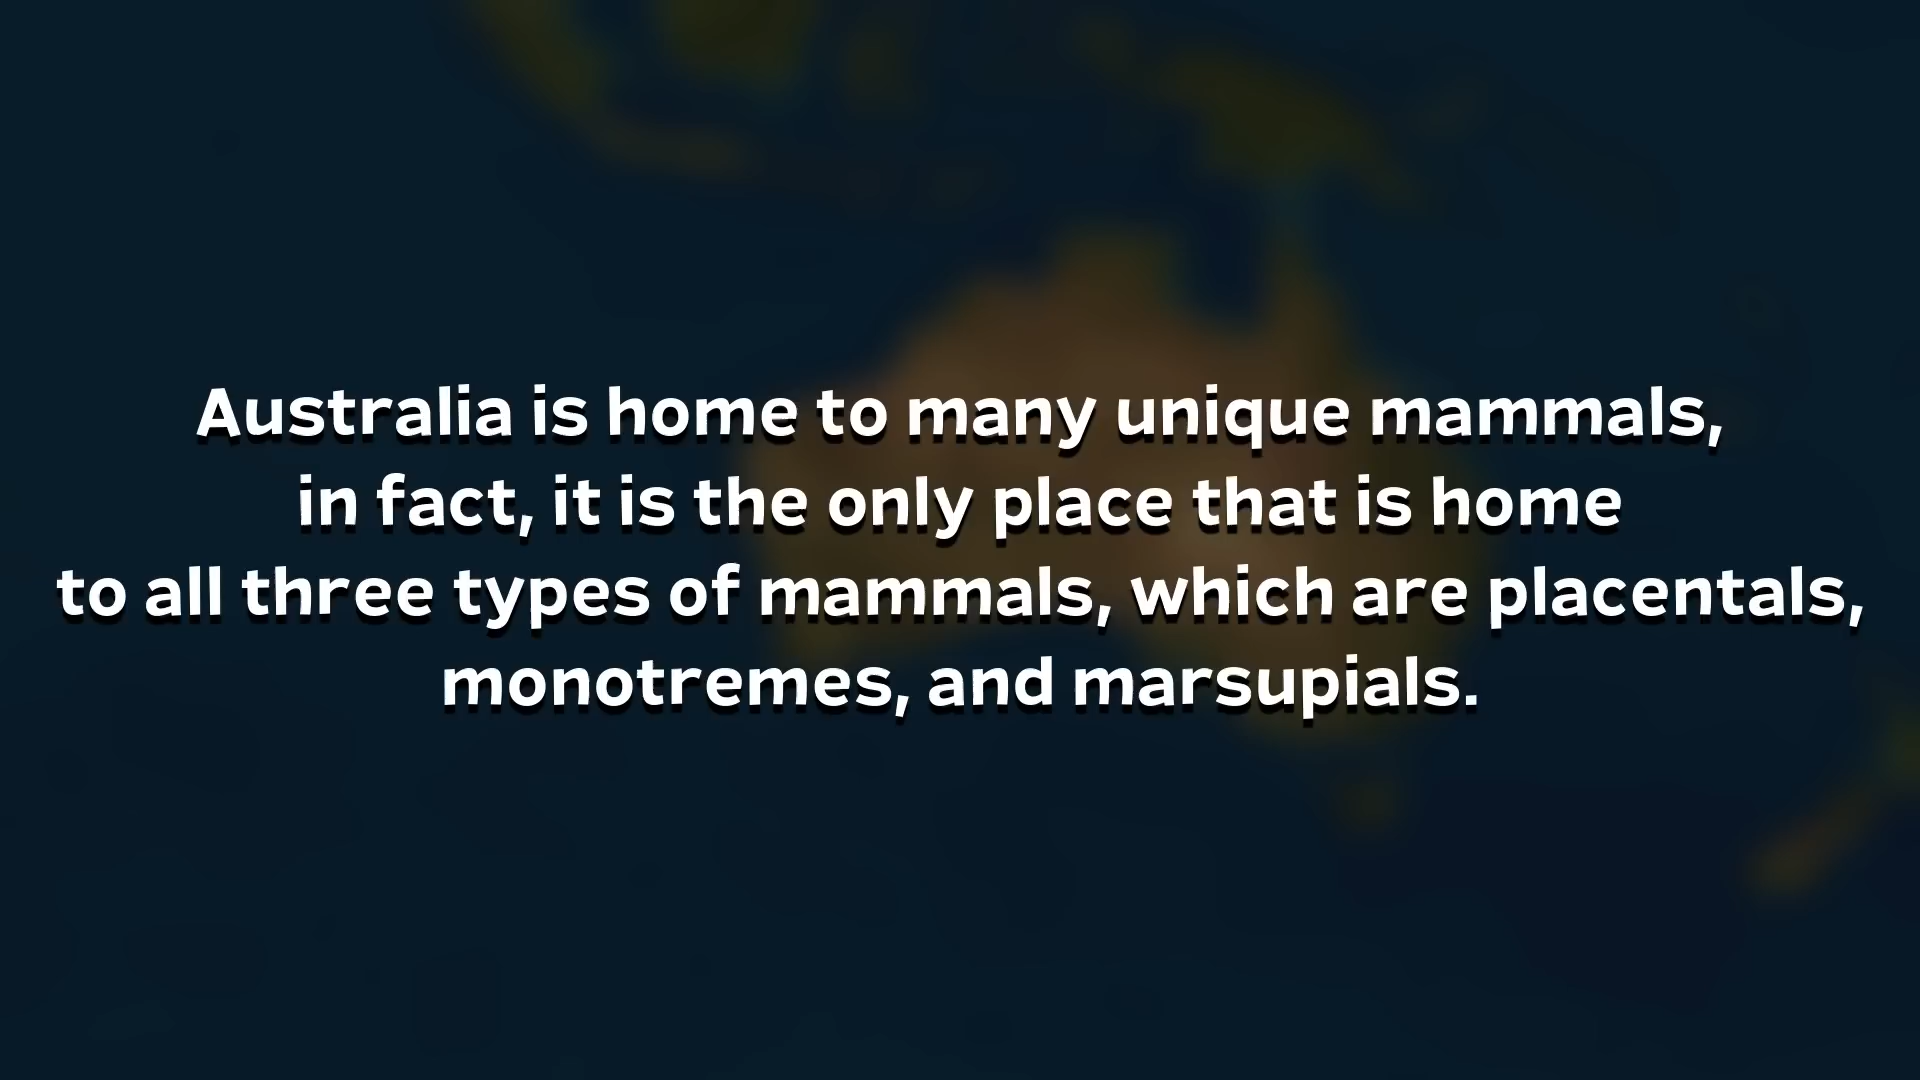 Australia is home to many unique mammals,
in fact, it is the only place that is home
to all three types of mammals, which are placentals,
monotremes, and marsupials.